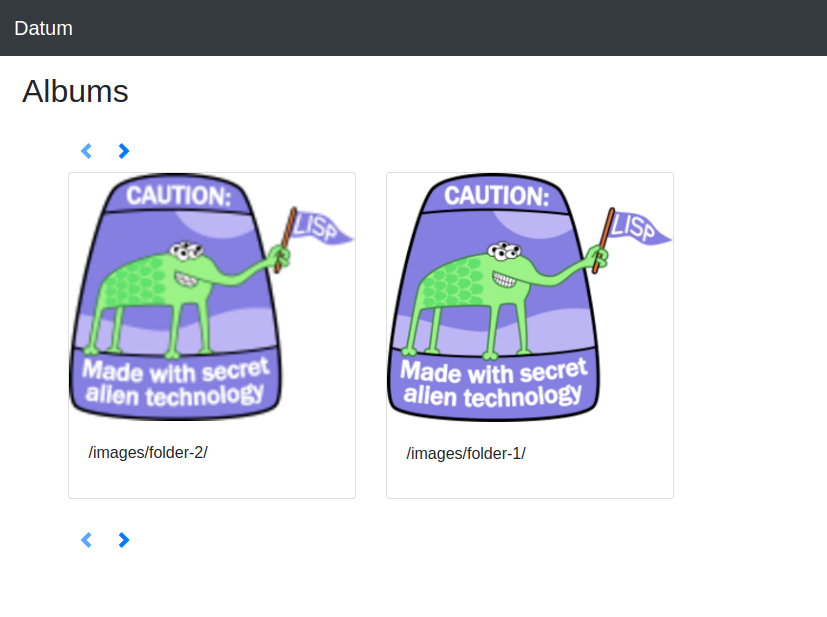 Datum
Albums
CAUTION:
LISP
Made with secret
alien technology
/images/folder-2/
CAUTION:
LISP
Made with secret
alien technology
/images/folder-1/